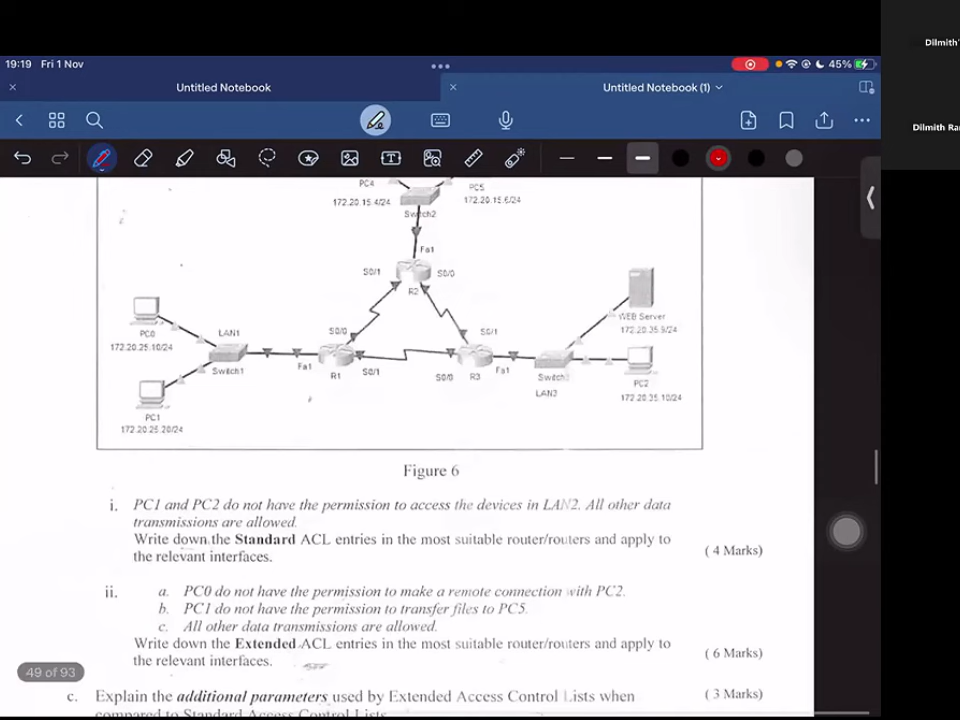 Dilmith'
19:19 Fri 1 Nov
45%
Untitled Notebook
Untitled Notebook (1)
Dilmith Rar
PC4
172.20.15.4/24
PC5
172.20.15.6/24
Switch2
Fa1
S0/1
S0/0
R2
PC0
172.20.25.10/24
LAN1
Switch1
Fa1
S0/0
R1
S0/1
S0/1
S0/0
R3
Fa1
WEB Server
172.20.35.9/24
Switch3
LAN3
PC2
172.20.35.10/24
PC1
172.20.25.20/24
Figure 6
i. PC1 and PC2 do not have the permission to access the devices in LAN2. All other data
transmissions are allowed.
Write down the Standard ACL entries in the most suitable router/routers and apply to
the relevant interfaces.
( 4 Marks)
ii. a. PC0 do not have the permission to make a remote connection with PC2.
b. PC1 do not have the permission to transfer files to PC5.
c. All other data transmissions are allowed.
Write down the Extended ACL entries in the most suitable router/routers and apply to
the relevant interfaces.
( 6 Marks)
49 of 93
c. Explain the additional parameters used by Extended Access Control Lists when
( 3 Marks)
compared to Standard Access Control Lists